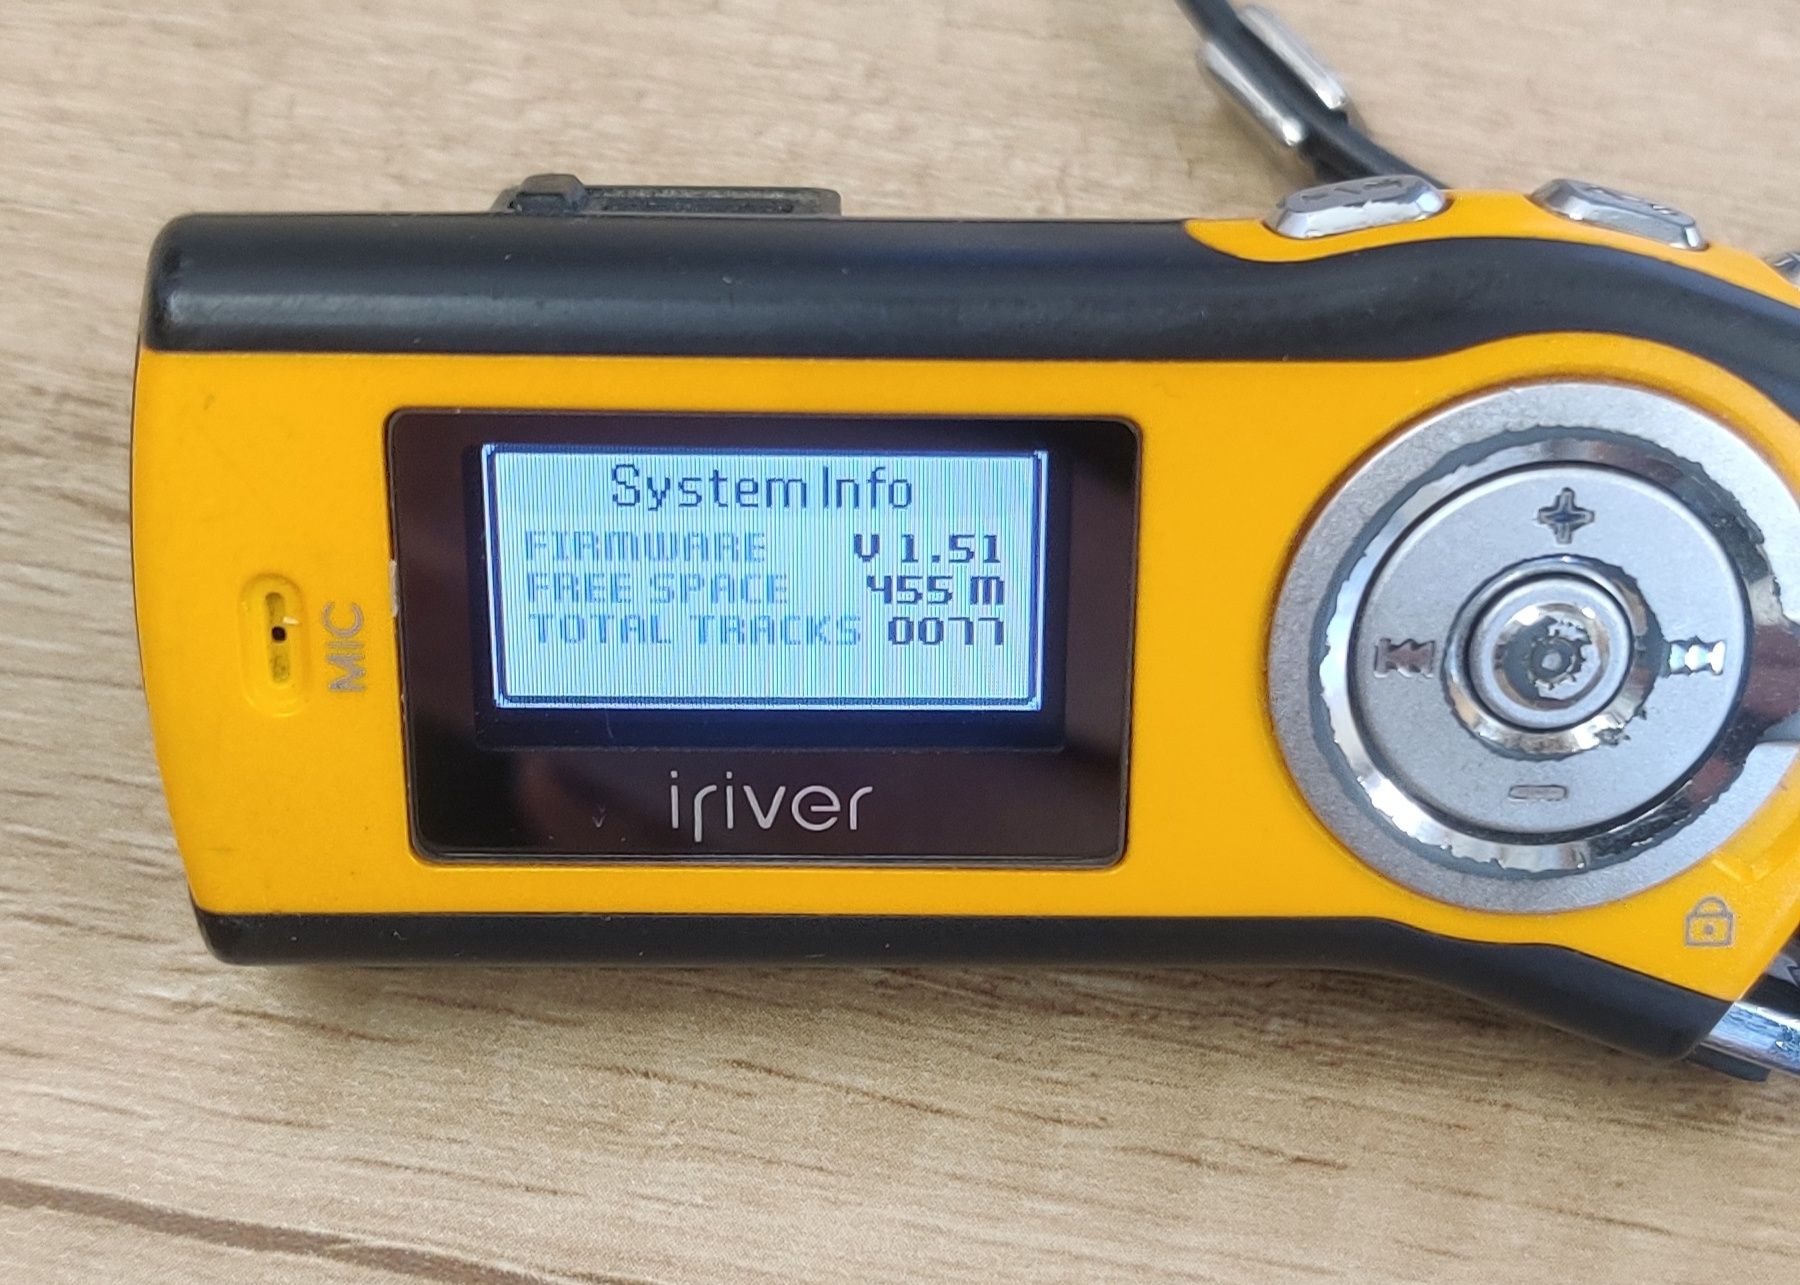 System Info
FIRMWARE V 1.51
FREE SPACE 455 M
TOTAL TRACKS 0077
iriver
MIC